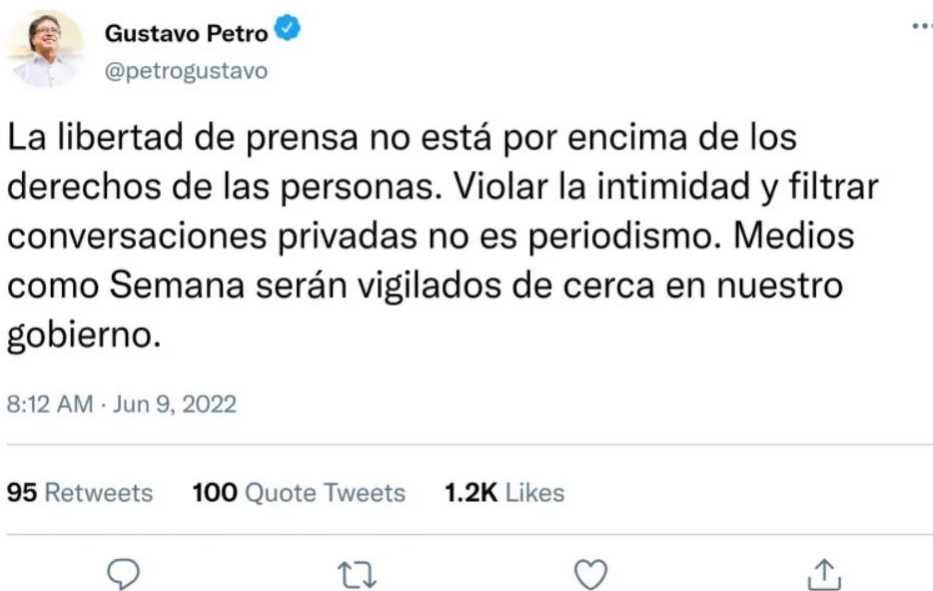 Gustavo Petro
@petrogustavo
La libertad de prensa no está por encima de los
derechos de las personas. Violar la intimidad y filtrar
conversaciones privadas no es periodismo. Medios
como Semana serán vigilados de cerca en nuestro
gobierno.
8:12 AM · Jun 9, 2022
95 Retweets 100 Quote Tweets 1.2K Likes